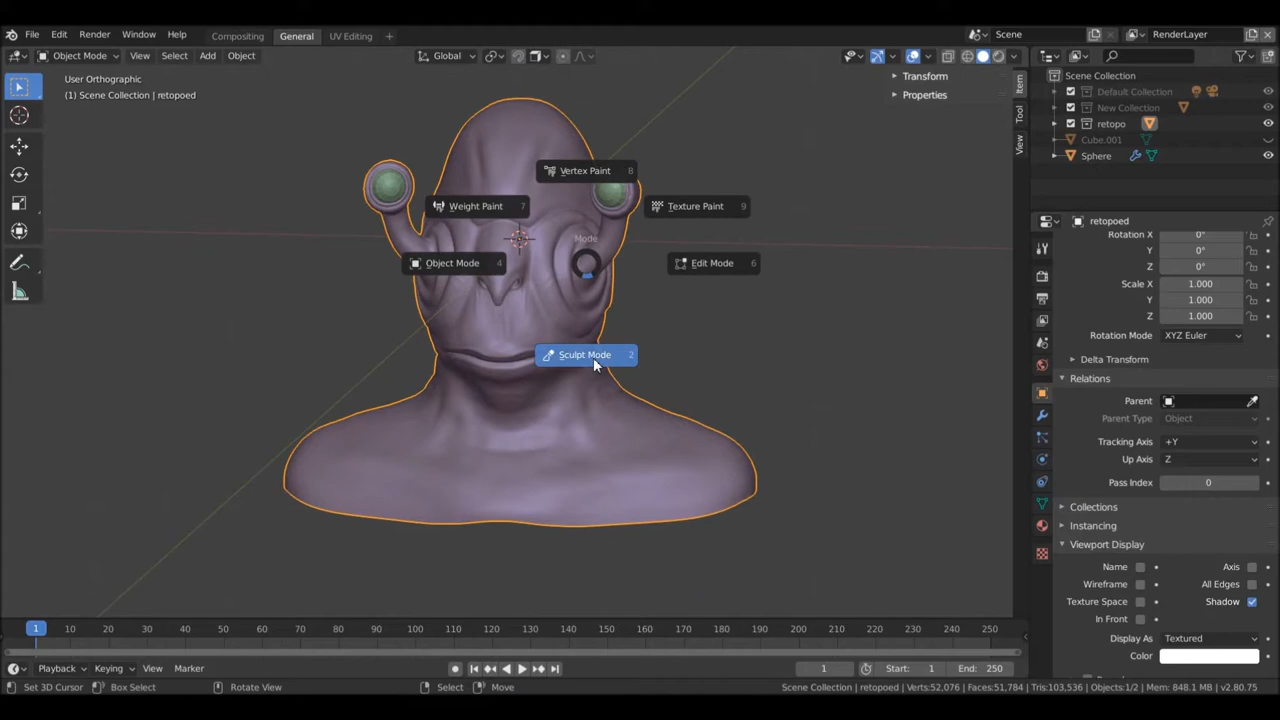 File Edit Render Window Help Compositing General UV Editing + Scene RenderLayer
Object Mode View Select Add Object Global
User Orthographic
(1) Scene Collection | retopoed
Transform
Properties
Item
Tool
View
Vertex Paint 8
Weight Paint 7
Texture Paint 9
Mode
Object Mode 4
Edit Mode 6
Sculpt Mode 2
Scene Collection
Default Collection
New Collection
retopo
Cube.001
Sphere
retopoed
Rotation X 0°
Y 0°
Z 0°
Scale X 1.000
Y 1.000
Z 1.000
Rotation Mode XYZ Euler
Delta Transform
Relations
Parent
Parent Type Object
Tracking Axis +Y
Up Axis Z
Pass Index 0
Collections
Instancing
Viewport Display
Name Axis
Wireframe All Edges
Texture Space Shadow
In Front
Display As Textured
Color
1 10 20 30 40 50 60 70 80 90 100 110 120 130 140 150 160 170 180 190 200 210 220 230 240 250
Playback Keying View Marker 1 Start: 1 End: 250
Set 3D Cursor Box Select Rotate View Select Move Scene Collection | retopoed | Verts:52,076 | Faces:51,784 | Tris:103,536 | Objects:1/2 | Mem: 848.1 MB | v2.80.75